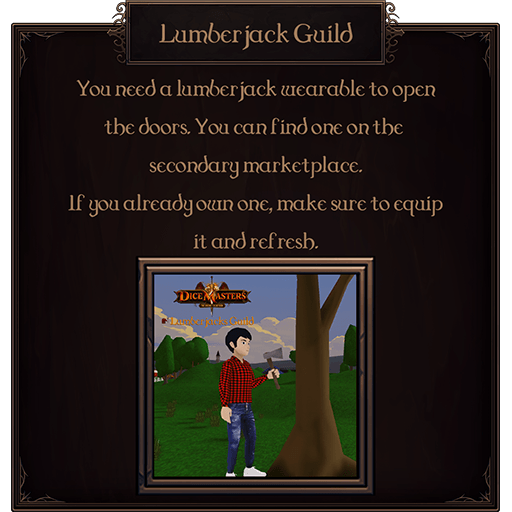 Lumberjack Guild
You need a lumberjack wearable to open
the doors. You can find one on the
secondary marketplace.
If you already own one, make sure to equip
it and refresh.
DICE MASTERS
Lumberjacks Guild